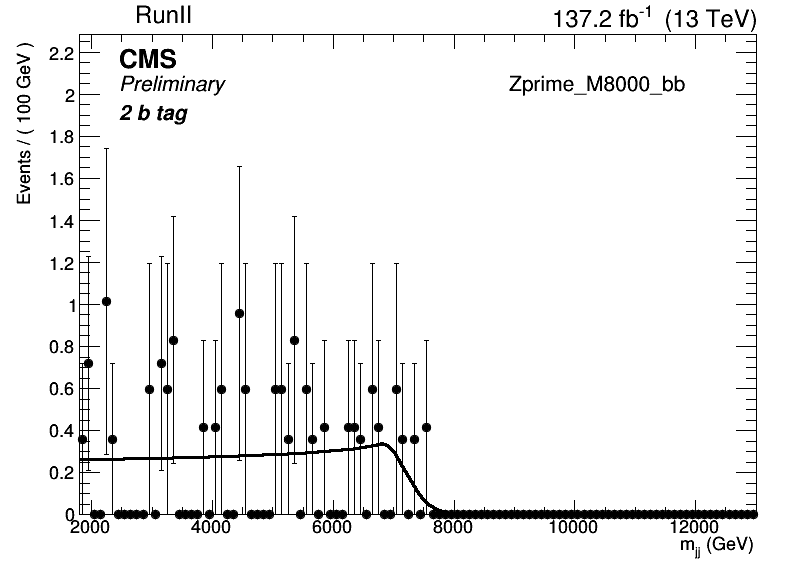 RunII 137.2 fb-1 (13 TeV)
CMS
Preliminary
Zprime_M8000_bb
2 b tag
Events / ( 100 GeV )
2.2
2
1.8
1.6
1.4
1.2
1
0.8
0.6
0.4
0.2
0
2000 4000 6000 8000 10000 12000
mjj (GeV)